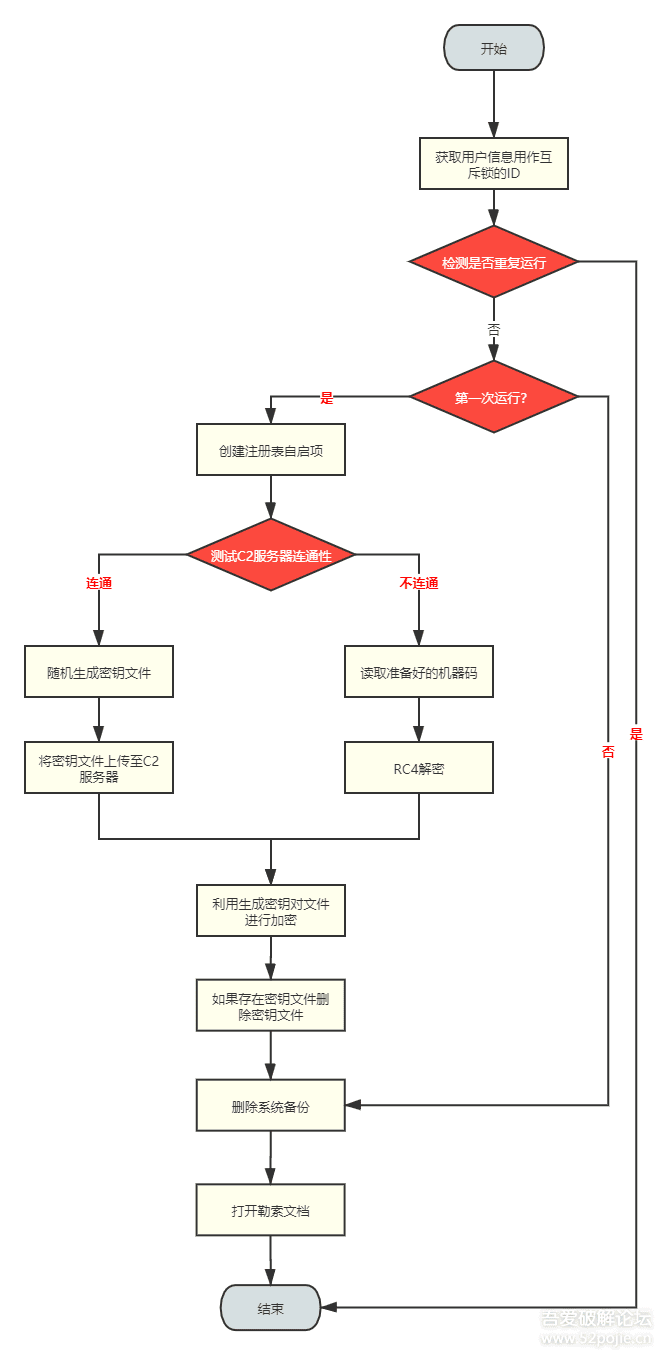 开始
获取用户信息用作互
斥锁的ID
检测是否重复运行
否
第一次运行?
是
创建注册表自启项
测试C2服务器连通性
连通
不连通
随机生成密钥文件
读取准备好的机器码
将密钥文件上传至C2
服务器
RC4解密
否
是
利用生成密钥对文件
进行加密
如果存在密钥文件删
除密钥文件
删除系统备份
打开勒索文档
结束
吾爱破解论坛
www.52pojie.cn